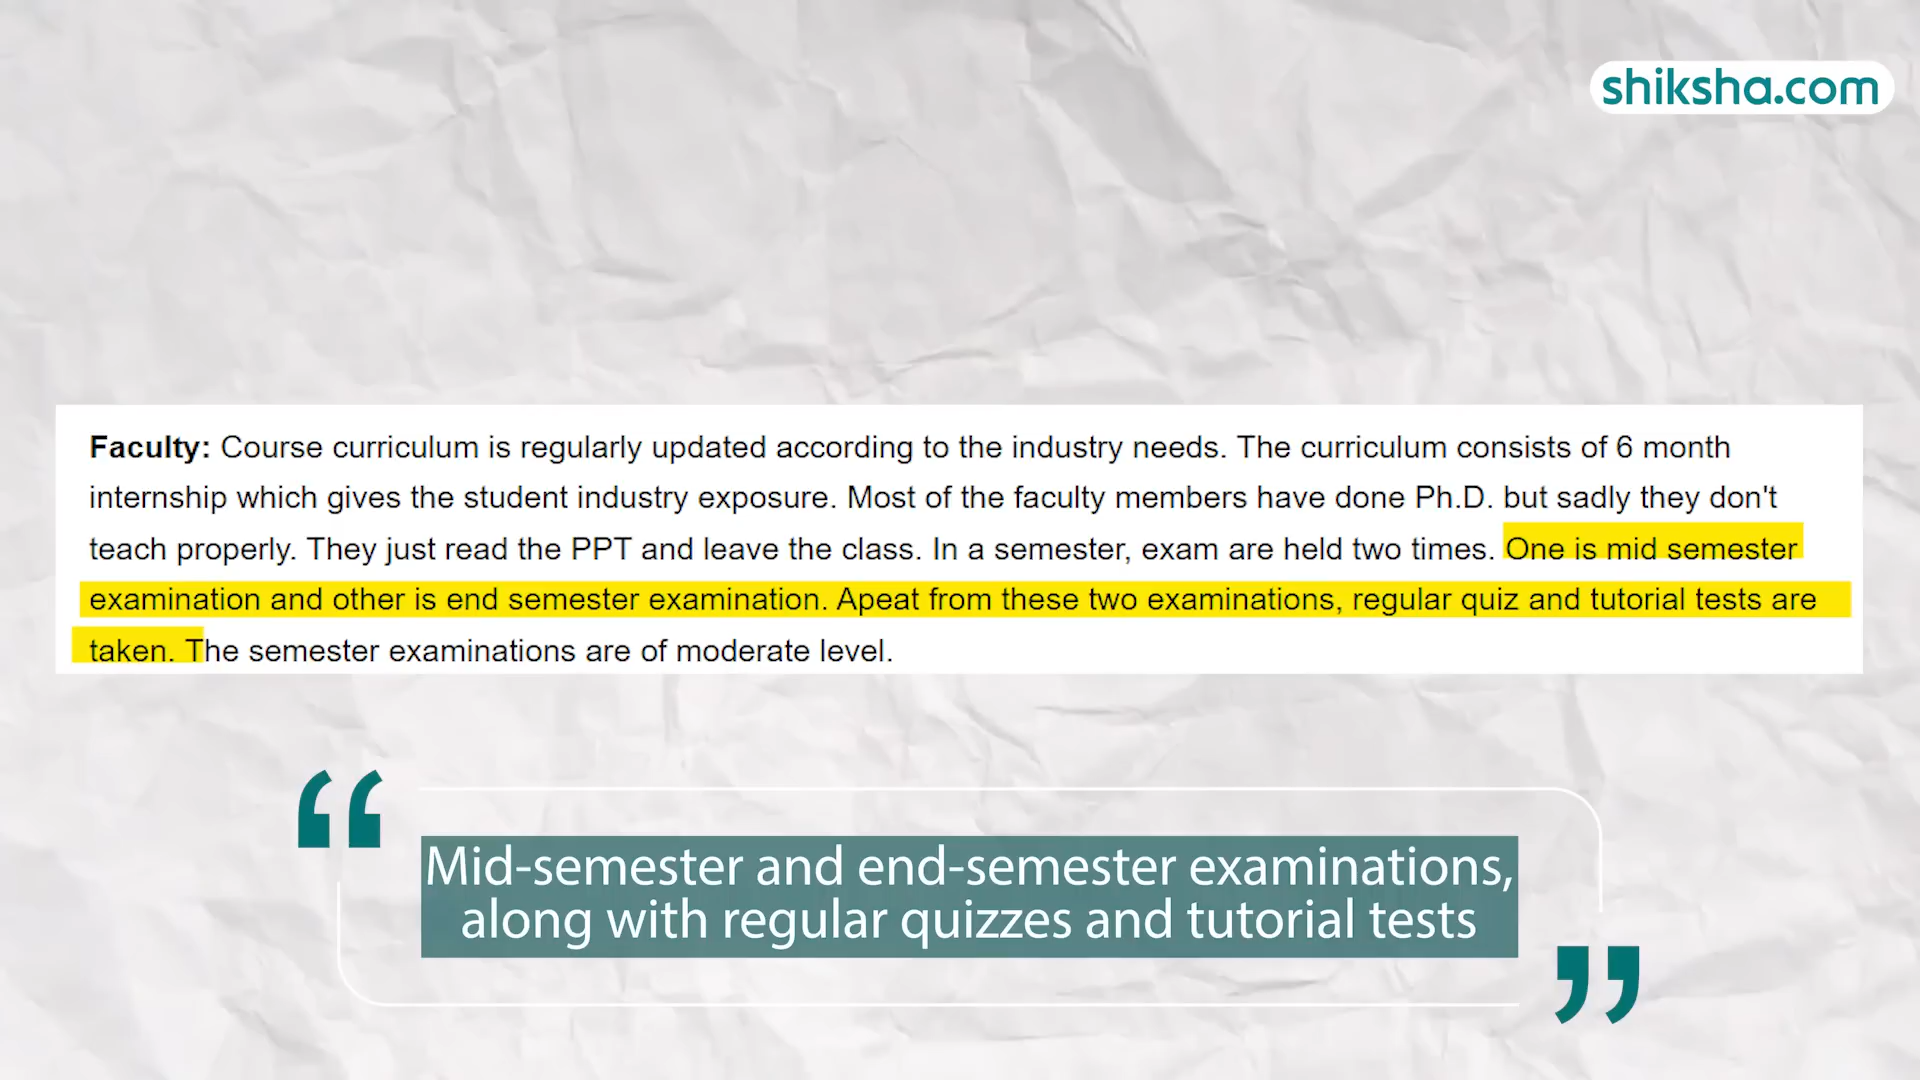 shiksha.com
Faculty: Course curriculum is regularly updated according to the industry needs. The curriculum consists of 6 month
internship which gives the student industry exposure. Most of the faculty members have done Ph.D. but sadly they don't
teach properly. They just read the PPT and leave the class. In a semester, exam are held two times. One is mid semester
examination and other is end semester examination. Apeat from these two examinations, regular quiz and tutorial tests are
taken. The semester examinations are of moderate level.
“Mid-semester and end-semester examinations,
along with regular quizzes and tutorial tests”